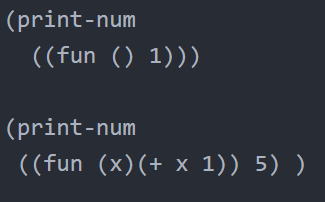 (print-num
  ((fun () 1)))

(print-num
 ((fun (x)(+ x 1)) 5) )